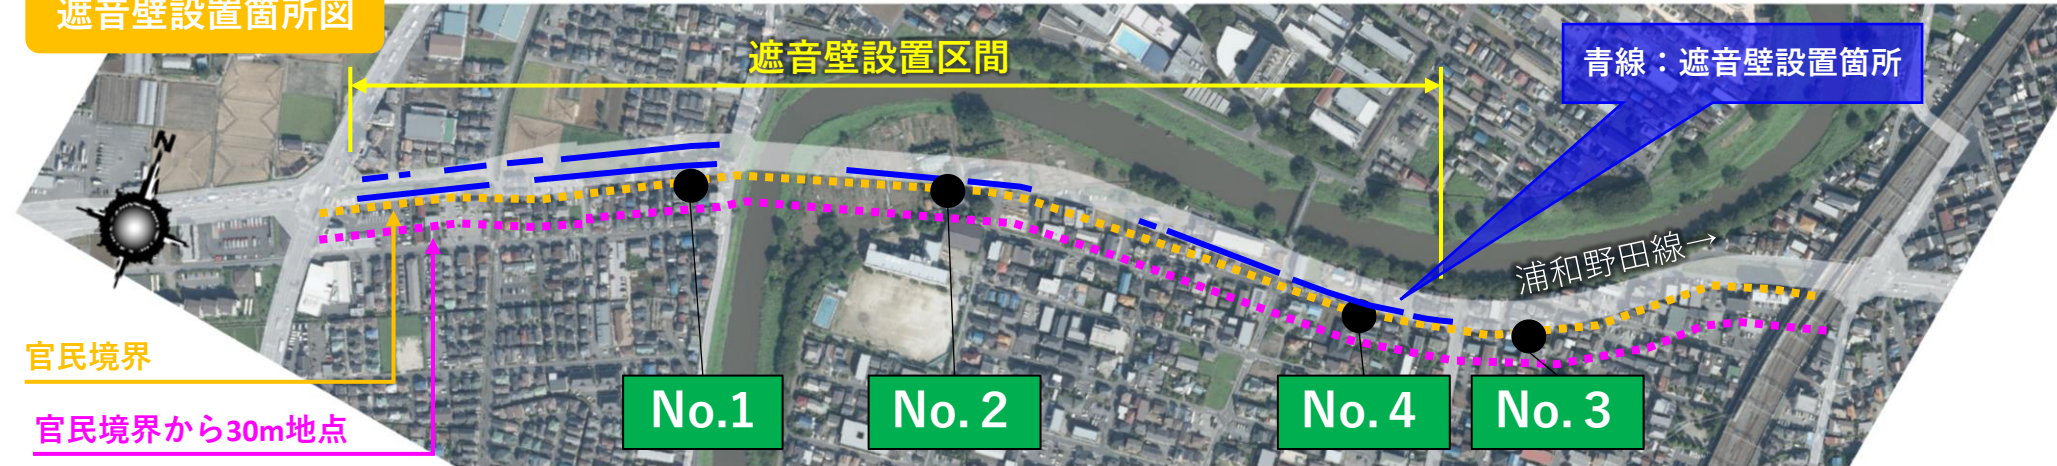 遮音壁設置箇所図
遮音壁設置区間
青線：遮音壁設置箇所
N
浦和野田線→
官民境界
官民境界から30m地点
No.1
No. 2
No. 4
No. 3